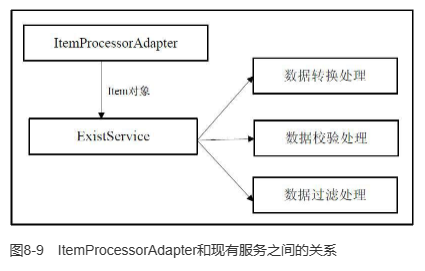 ItemProcessorAdapter
Item对象
ExistService
数据转换处理
数据校验处理
数据过滤处理
图8-9 ItemProcessorAdapter和现有服务之间的关系